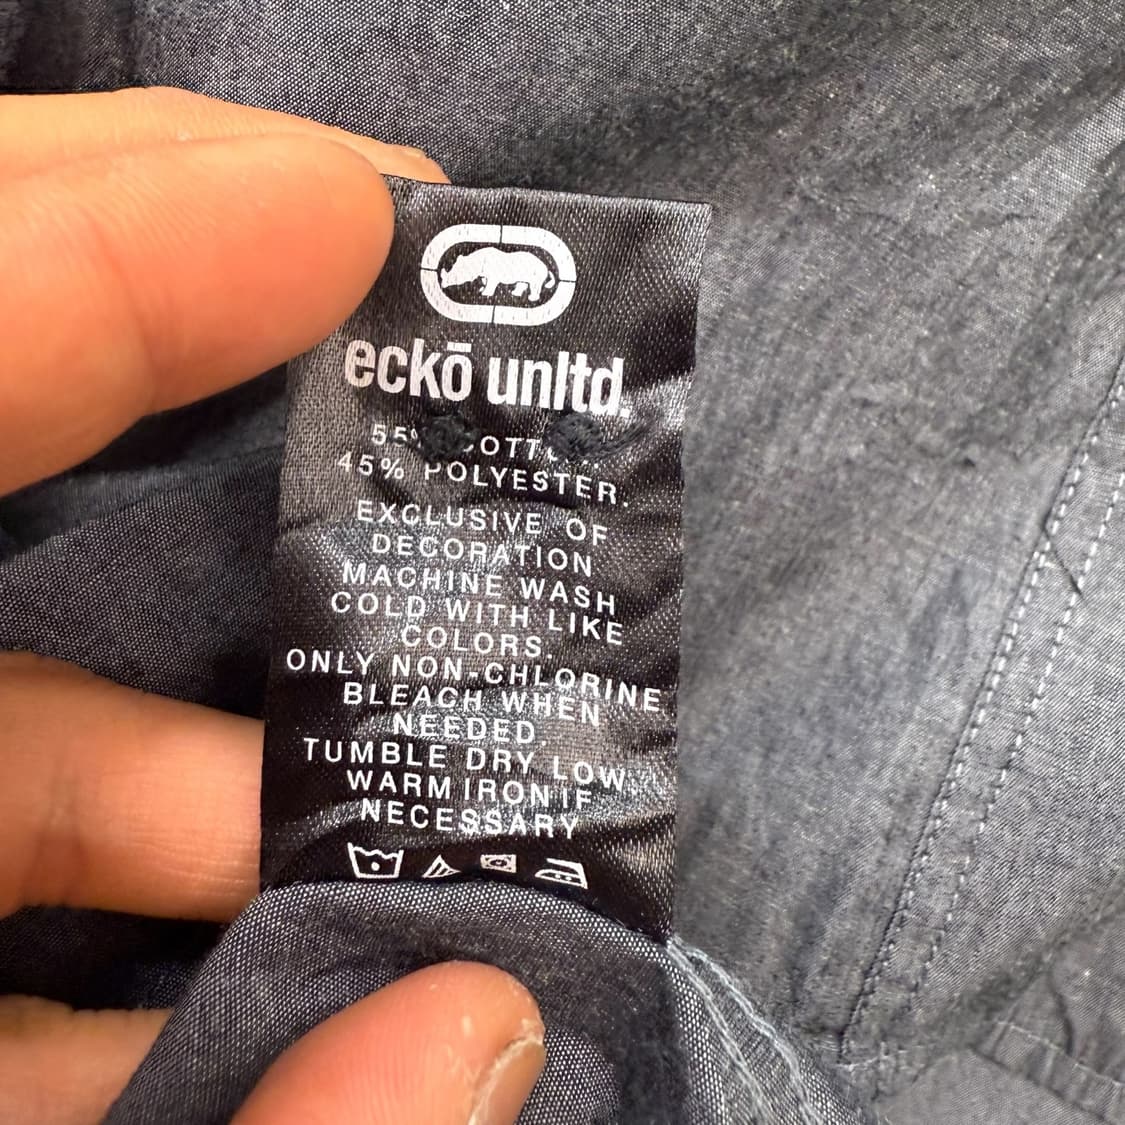 eckō unltd.
45% POLYESTER.
EXCLUSIVE OF
DECORATION
MACHINE WASH
COLD WITH LIKE
COLORS.
ONLY NON-CHLORINE
BLEACH WHEN
NEEDED
TUMBLE DRY LOW.
WARM IRON IF
NECESSARY